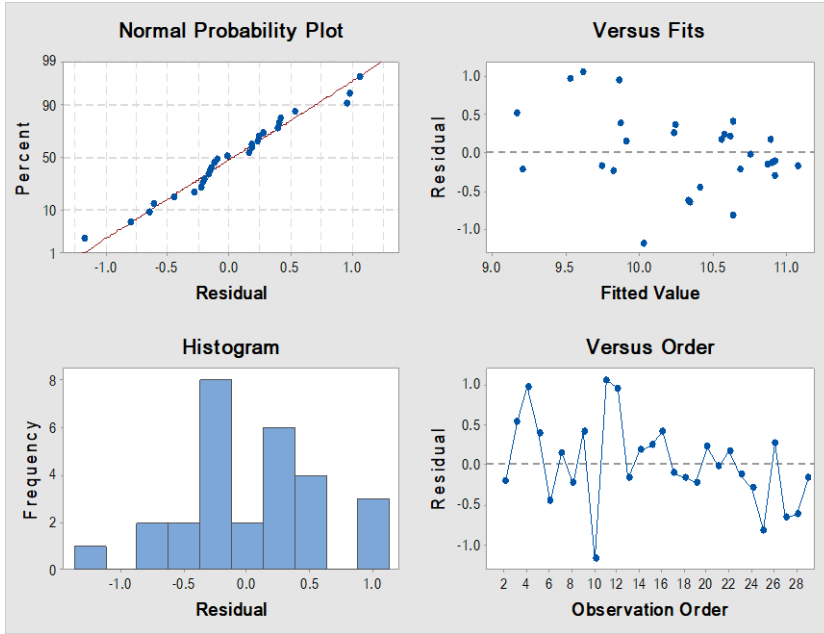 Normal Probability Plot
99
90
50
10
1
Percent
-1.0 -0.5 0.0 0.5 1.0
Residual
Versus Fits
1.0
0.5
0.0
-0.5
-1.0
Residual
9.0 9.5 10.0 10.5 11.0
Fitted Value
Histogram
8
6
4
2
0
Frequency
-1.0 -0.5 0.0 0.5 1.0
Residual
Versus Order
1.0
0.5
0.0
-0.5
-1.0
Residual
2 4 6 8 10 12 14 16 18 20 22 24 26 28
Observation Order